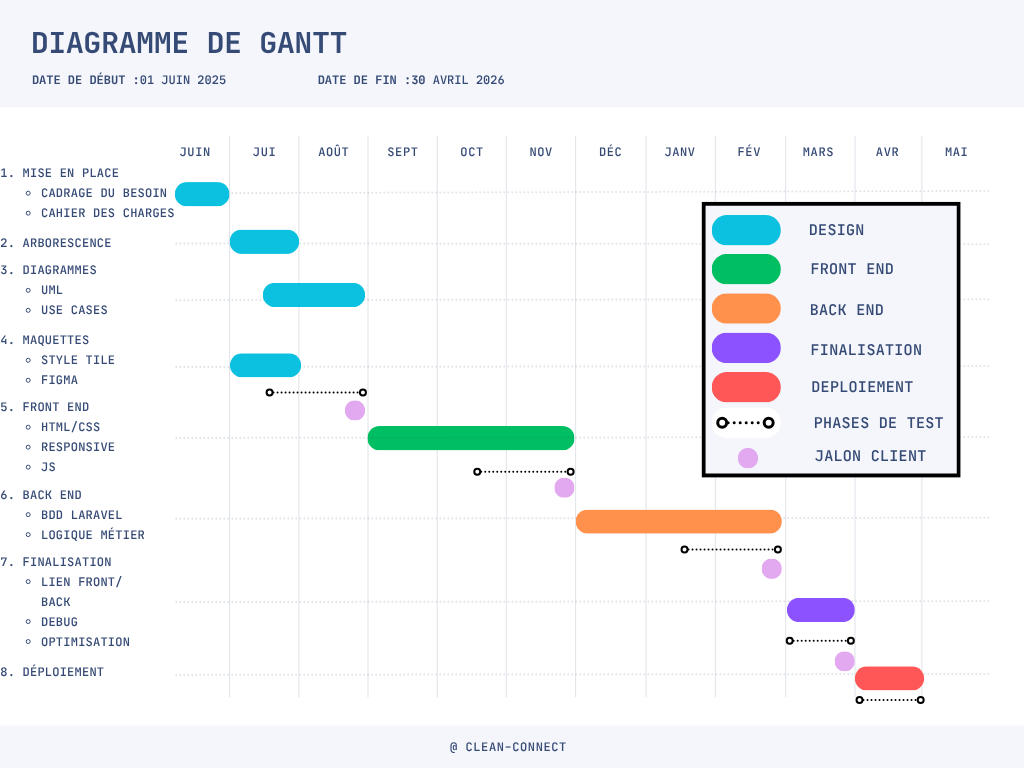 DIAGRAMME DE GANTT
DATE DE DÉBUT :01 JUIN 2025
DATE DE FIN :30 AVRIL 2026
JUIN JUI AOÛT SEPT OCT NOV DÉC JANV FÉV MARS AVR MAI
1. MISE EN PLACE
CADRAGE DU BESOIN
CAHIER DES CHARGES
2. ARBORESCENCE
3. DIAGRAMMES
UML
USE CASES
4. MAQUETTES
STYLE TILE
FIGMA
5. FRONT END
HTML/CSS
RESPONSIVE
JS
6. BACK END
BDD LARAVEL
LOGIQUE MÉTIER
7. FINALISATION
LIEN FRONT/
BACK
DEBUG
OPTIMISATION
8. DÉPLOIEMENT
DESIGN
FRONT END
BACK END
FINALISATION
DEPLOIEMENT
PHASES DE TEST
JALON CLIENT
@ CLEAN-CONNECT